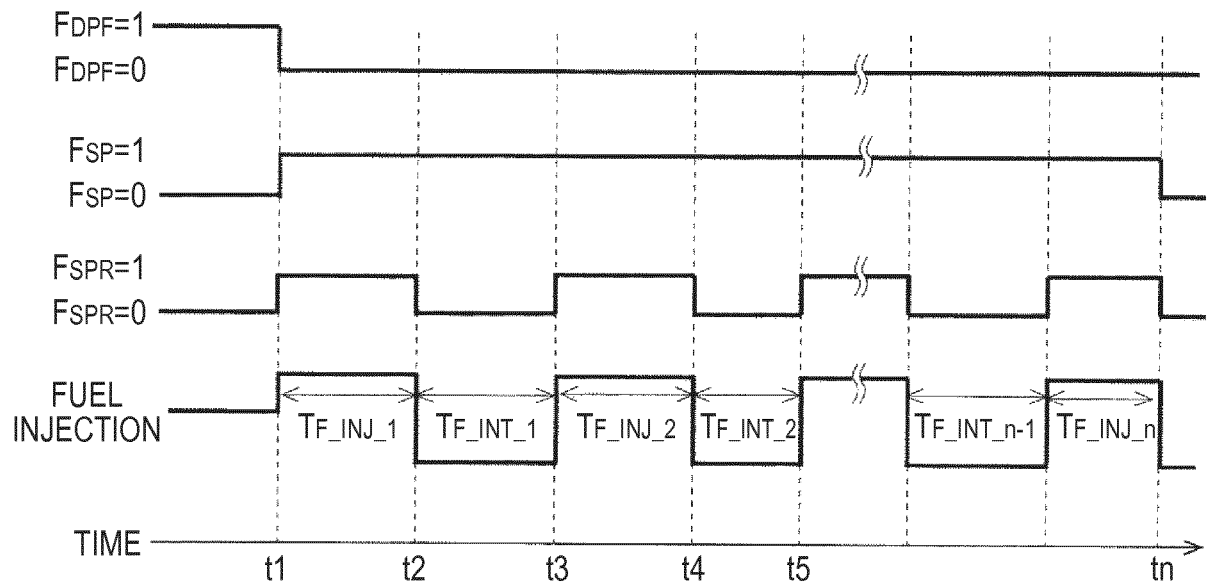 FDPF=1
FDPF=0
FSP=1
FSP=0
FSPR=1
FSPR=0
FUEL
INJECTION
TF_INJ_1 TF_INT_1 TF_INJ_2 TF_INT_2 TF_INT_n-1 TF_INJ_n
TIME
t1 t2 t3 t4 t5 tn